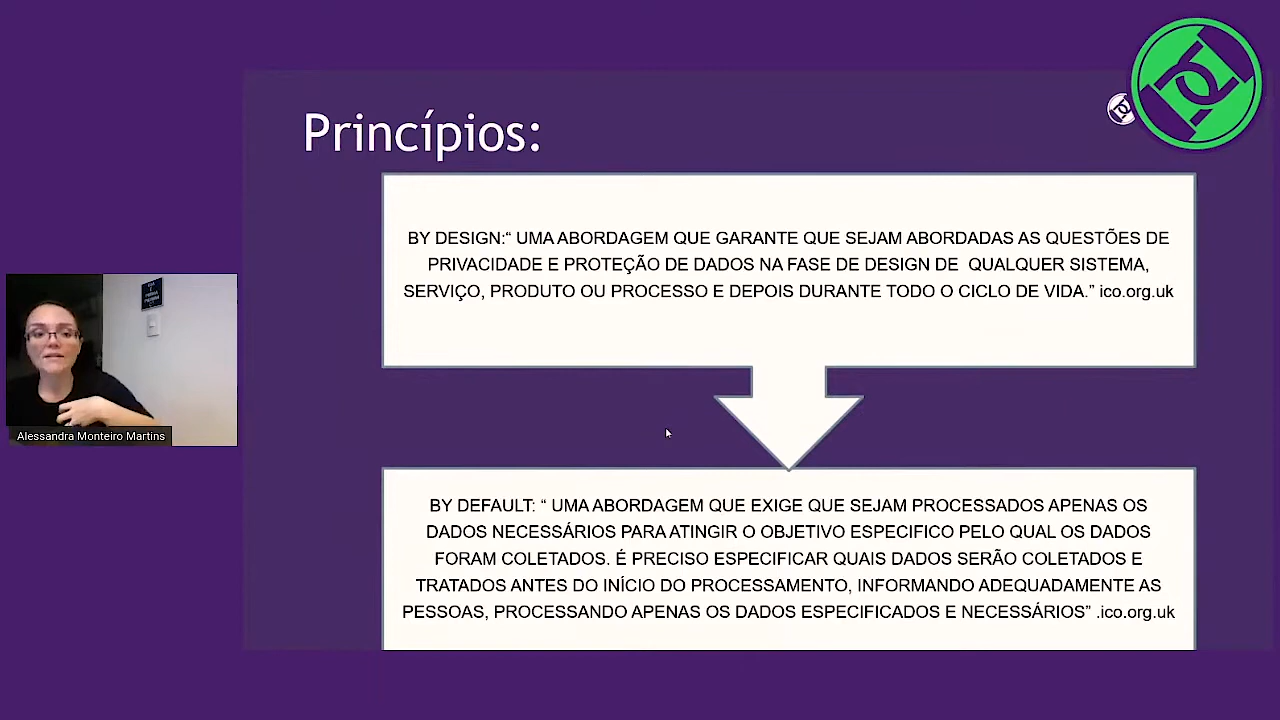 Princípios:
BY DESIGN:“ UMA ABORDAGEM QUE GARANTE QUE SEJAM ABORDADAS AS QUESTÕES DE
PRIVACIDADE E PROTEÇÃO DE DADOS NA FASE DE DESIGN DE  QUALQUER SISTEMA,
SERVIÇO, PRODUTO OU PROCESSO E DEPOIS DURANTE TODO O CICLO DE VIDA.” ico.org.uk
Alessandra Monteiro Martins
BY DEFAULT: “ UMA ABORDAGEM QUE EXIGE QUE SEJAM PROCESSADOS APENAS OS
DADOS NECESSÁRIOS PARA ATINGIR O OBJETIVO ESPECIFICO PELO QUAL OS DADOS
FORAM COLETADOS. É PRECISO ESPECIFICAR QUAIS DADOS SERÃO COLETADOS E
TRATADOS ANTES DO INÍCIO DO PROCESSAMENTO, INFORMANDO ADEQUADAMENTE AS
PESSOAS, PROCESSANDO APENAS OS DADOS ESPECIFICADOS E NECESSÁRIOS” .ico.org.uk